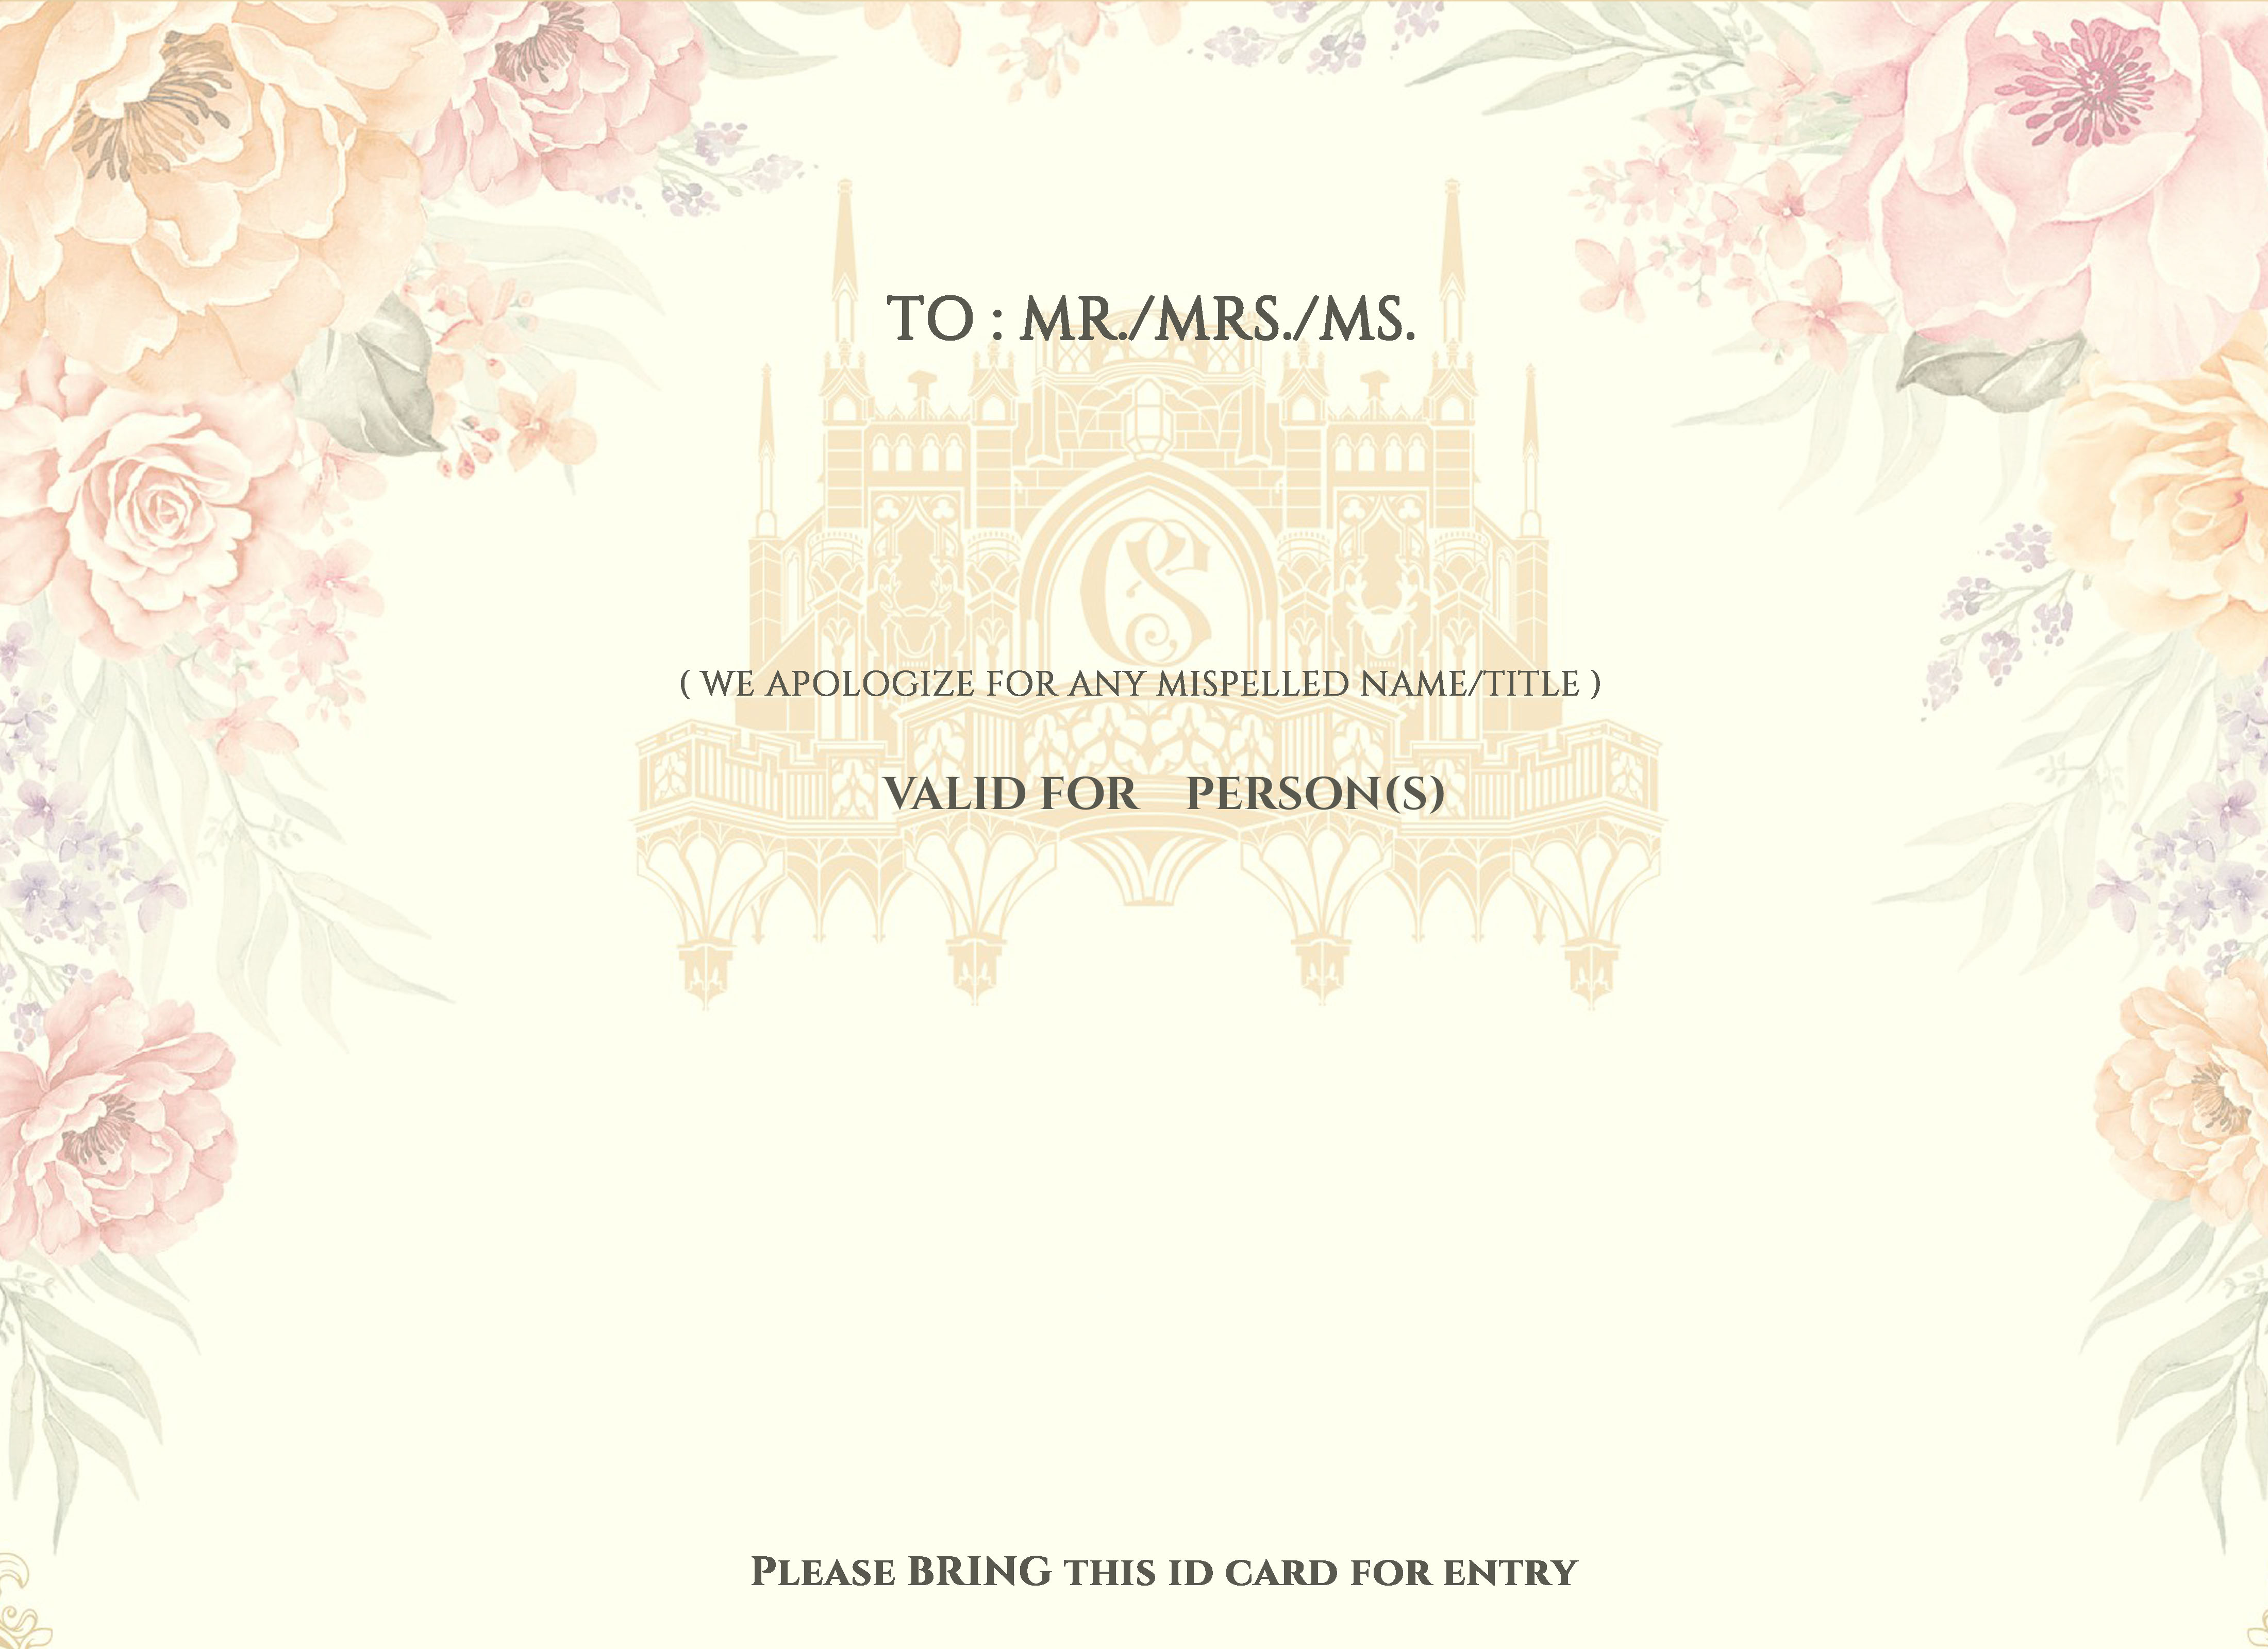 TO : MR./MRS./MS.
CS
( WE APOLOGIZE FOR ANY MISPELLED NAME/TITLE )
VALID FOR PERSON(S)
PLEASE BRING THIS ID CARD FOR ENTRY